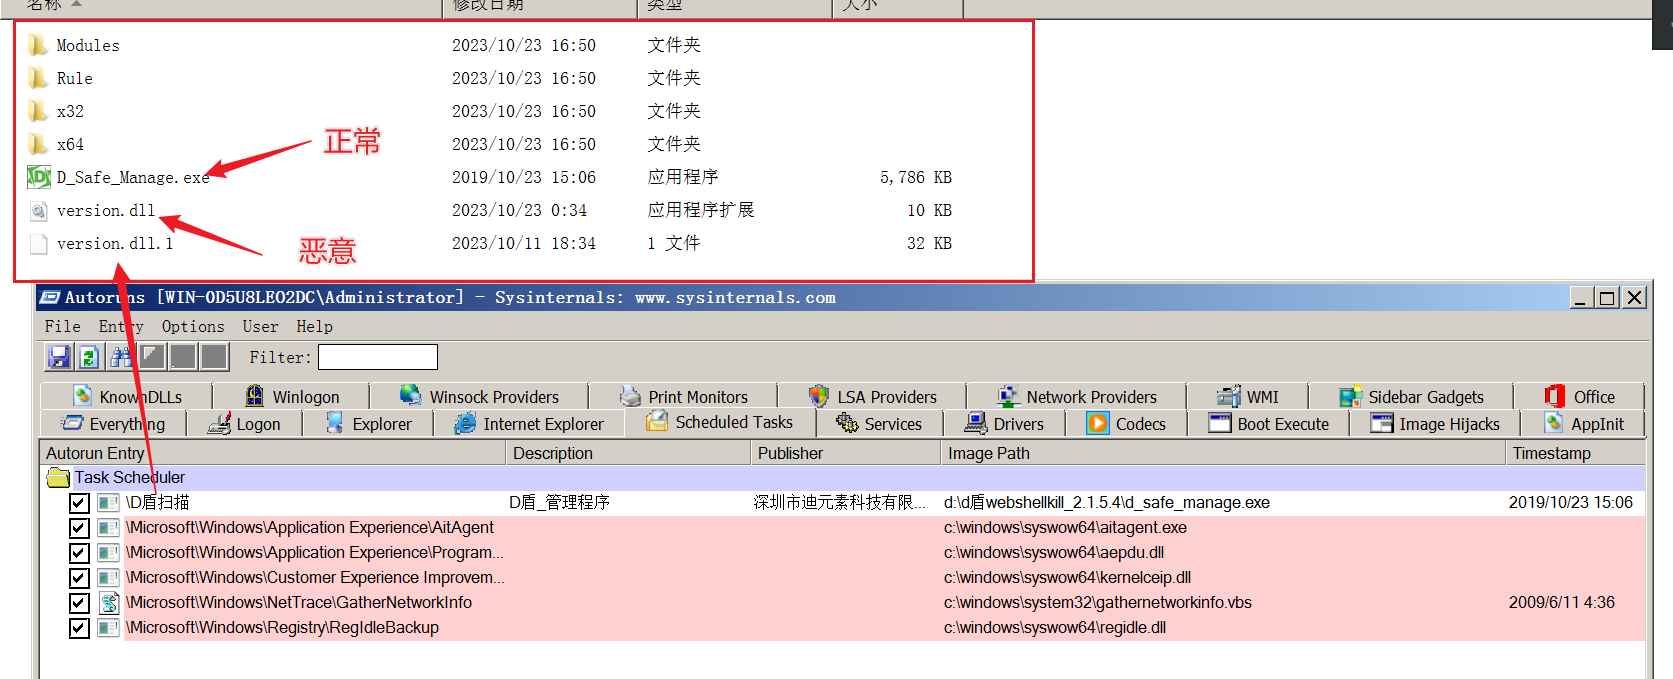 名称 修改日期 类型 大小
Modules 2023/10/23 16:50 文件夹
Rule 2023/10/23 16:50 文件夹
x32 2023/10/23 16:50 文件夹
x64 2023/10/23 16:50 文件夹
正常
D_Safe_Manage.exe 2019/10/23 15:06 应用程序 5,786 KB
version.dll 2023/10/23 0:34 应用程序扩展 10 KB
version.dll.1 2023/10/11 18:34 1 文件 32 KB
恶意
Autoruns [WIN-0D5U8LEO2DC\Administrator] - Sysinternals: www.sysinternals.com
File Entry Options User Help
Filter:
KnownDLLs Winlogon Winsock Providers Print Monitors LSA Providers Network Providers WMI Sidebar Gadgets Office
Everything Logon Explorer Internet Explorer Scheduled Tasks Services Drivers Codecs Boot Execute Image Hijacks AppInit
Autorun Entry Description Publisher Image Path Timestamp
Task Scheduler
\D盾扫描 D盾_管理程序 深圳市迪元素科技有限... d:\d盾webshellkill_2.1.5.4\d_safe_manage.exe 2019/10/23 15:06
\Microsoft\Windows\Application Experience\AitAgent c:\windows\syswow64\aitagent.exe
\Microsoft\Windows\Application Experience\Program... c:\windows\syswow64\aepdu.dll
\Microsoft\Windows\Customer Experience Improvem... c:\windows\syswow64\kernelceip.dll
\Microsoft\Windows\NetTrace\GatherNetworkInfo c:\windows\system32\gathernetworkinfo.vbs 2009/6/11 4:36
\Microsoft\Windows\Registry\RegIdleBackup c:\windows\syswow64\regidle.dll